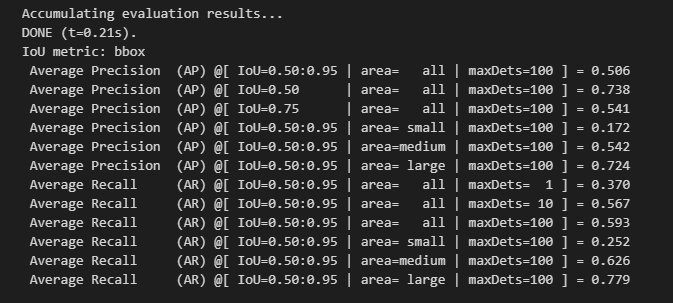 Accumulating evaluation results...
DONE (t=0.21s).
IoU metric: bbox
 Average Precision  (AP) @[ IoU=0.50:0.95 | area=   all | maxDets=100 ] = 0.506
 Average Precision  (AP) @[ IoU=0.50      | area=   all | maxDets=100 ] = 0.738
 Average Precision  (AP) @[ IoU=0.75      | area=   all | maxDets=100 ] = 0.541
 Average Precision  (AP) @[ IoU=0.50:0.95 | area= small | maxDets=100 ] = 0.172
 Average Precision  (AP) @[ IoU=0.50:0.95 | area=medium | maxDets=100 ] = 0.542
 Average Precision  (AP) @[ IoU=0.50:0.95 | area= large | maxDets=100 ] = 0.724
 Average Recall     (AR) @[ IoU=0.50:0.95 | area=   all | maxDets=  1 ] = 0.370
 Average Recall     (AR) @[ IoU=0.50:0.95 | area=   all | maxDets= 10 ] = 0.567
 Average Recall     (AR) @[ IoU=0.50:0.95 | area=   all | maxDets=100 ] = 0.593
 Average Recall     (AR) @[ IoU=0.50:0.95 | area= small | maxDets=100 ] = 0.252
 Average Recall     (AR) @[ IoU=0.50:0.95 | area=medium | maxDets=100 ] = 0.626
 Average Recall     (AR) @[ IoU=0.50:0.95 | area= large | maxDets=100 ] = 0.779